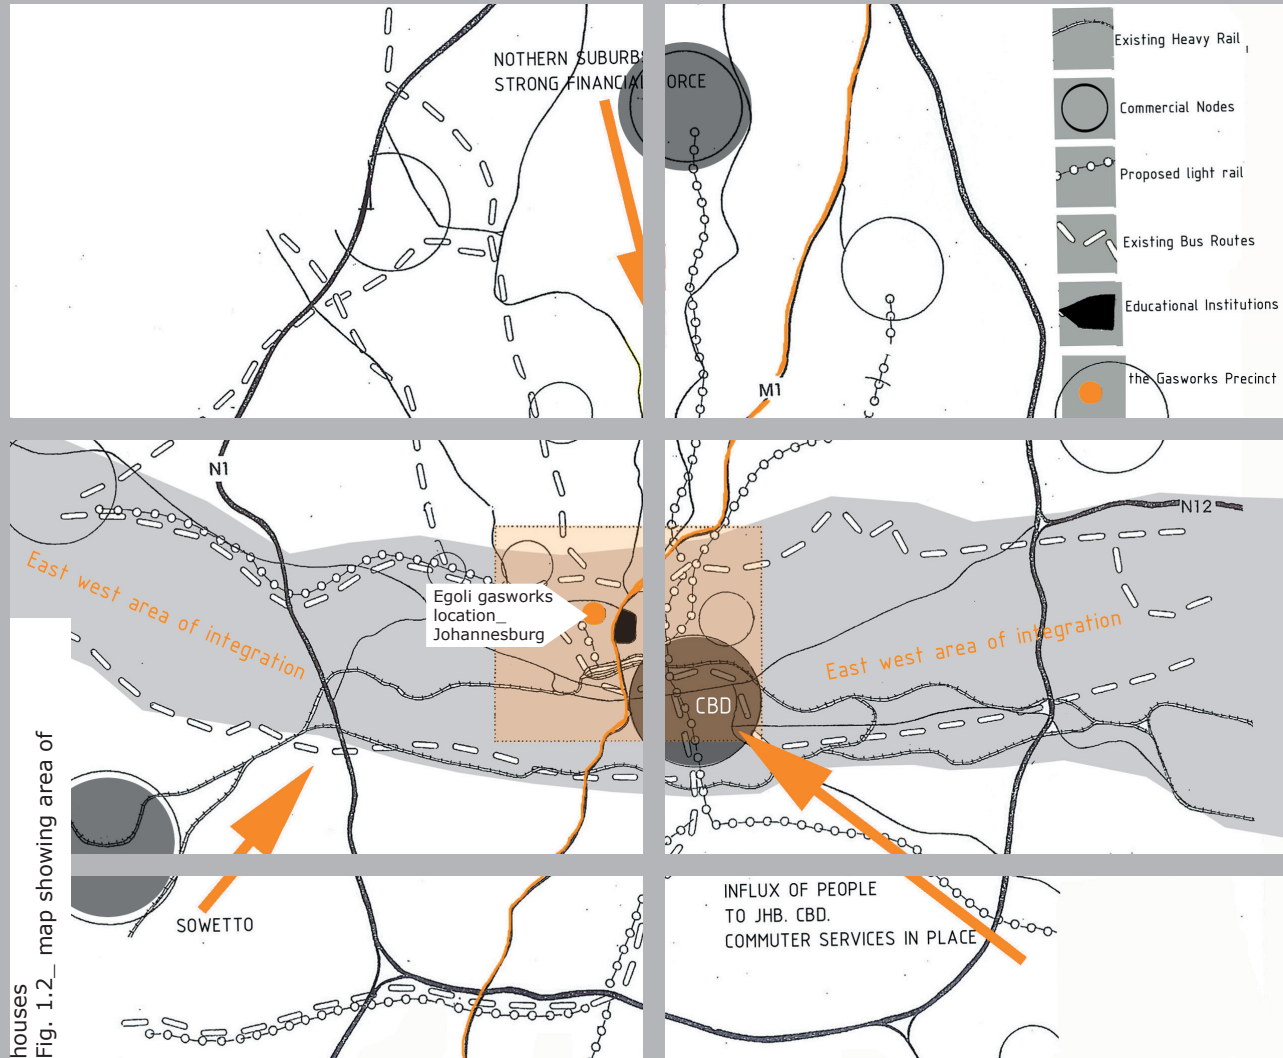 NOTHERN SUBURBS
STRONG FINANCIAL FORCE
Existing Heavy Rail
Commercial Nodes
Proposed light rail
Existing Bus Routes
Educational Institutions
the Gasworks Precinct
M1
N1
N12
East west area of integration
Egoli gasworks
location_
Johannesburg
East west area of integration
CBD
SOWETTO
INFLUX OF PEOPLE
TO JHB. CBD.
COMMUTER SERVICES IN PLACE
houses
Fig. 1.2_ map showing area of